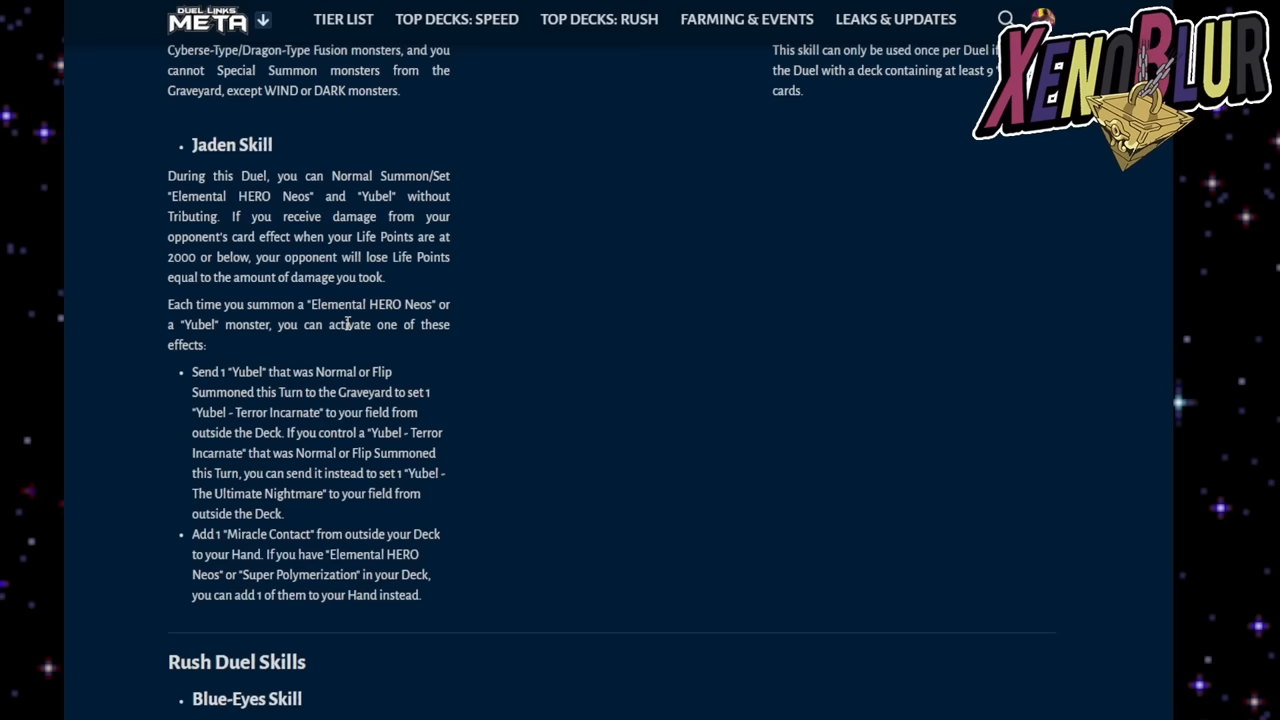 DUEL LINKS
META
TIER LIST
TOP DECKS: SPEED
TOP DECKS: RUSH
FARMING & EVENTS
LEAKS & UPDATES
XENOBLUR
Cyberse-Type/Dragon-Type Fusion monsters, and you
cannot Special Summon monsters from the
Graveyard, except WIND or DARK monsters.
This skill can only be used once per Duel i
the Duel with a deck containing at least 9
cards.
• Jaden Skill
During this Duel, you can Normal Summon/Set
"Elemental HERO Neos" and "Yubel" without
Tributing. If you receive damage from your
opponent's card effect when your Life Points are at
2000 or below, your opponent will lose Life Points
equal to the amount of damage you took.
Each time you summon a "Elemental HERO Neos" or
a "Yubel" monster, you can activate one of these
effects:
• Send 1 "Yubel" that was Normal or Flip
Summoned this Turn to the Graveyard to set 1
"Yubel - Terror Incarnate" to your field from
outside the Deck. If you control a "Yubel - Terror
Incarnate" that was Normal or Flip Summoned
this Turn, you can send it instead to set 1 "Yubel -
The Ultimate Nightmare" to your field from
outside the Deck.
• Add 1 "Miracle Contact" from outside your Deck
to your Hand. If you have "Elemental HERO
Neos" or "Super Polymerization" in your Deck,
you can add 1 of them to your Hand instead.
Rush Duel Skills
• Blue-Eyes Skill